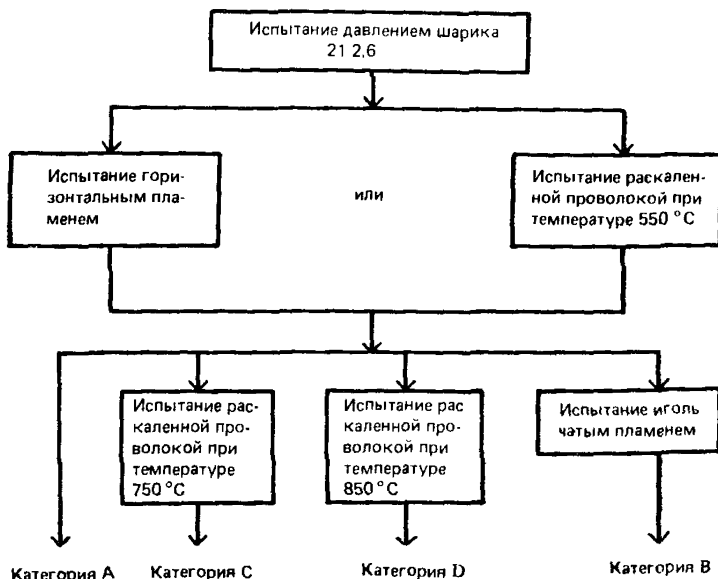 Испытание давлением шарика
21 2,6
Испытание гори-
зонтальным пла-
менем
или
Испытание раскален-
ной проволокой при
температуре 550 °С
Испытание рас-
каленной про-
волокой при
температуре
750 °С
Испытание рас
каленной про-
волокой при
температуре
850 °С
Испытание иголь
чатым пламенем
Категория А
Категория С
Категория D
Категория В